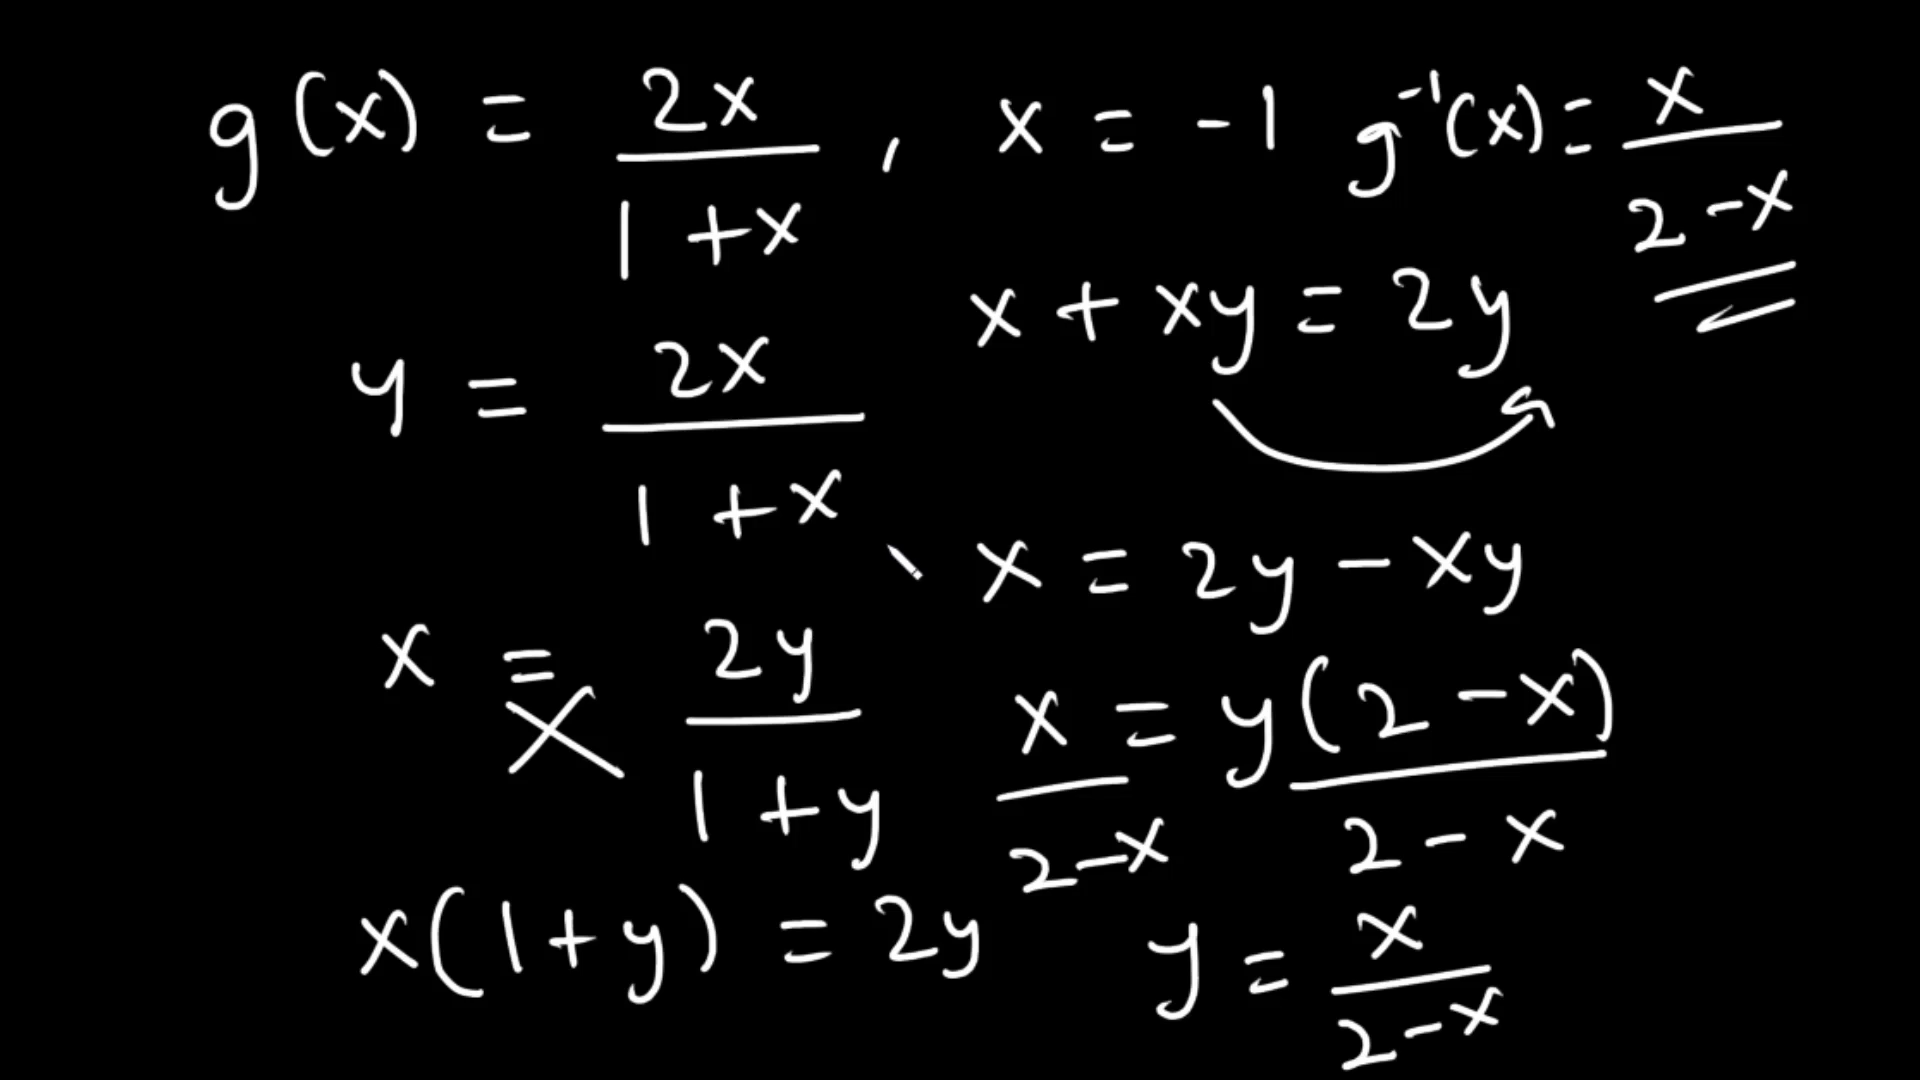 g(x) = 2x / 1 + x , x = -1
y = 2x / 1 + x
x = 2y / 1 + y
x(1 + y) = 2y
x + xy = 2y
x = 2y - xy
x / 2 - x = y(2 - x) / 2 - x
y = x / 2 - x
g⁻¹(x) = x / 2 - x